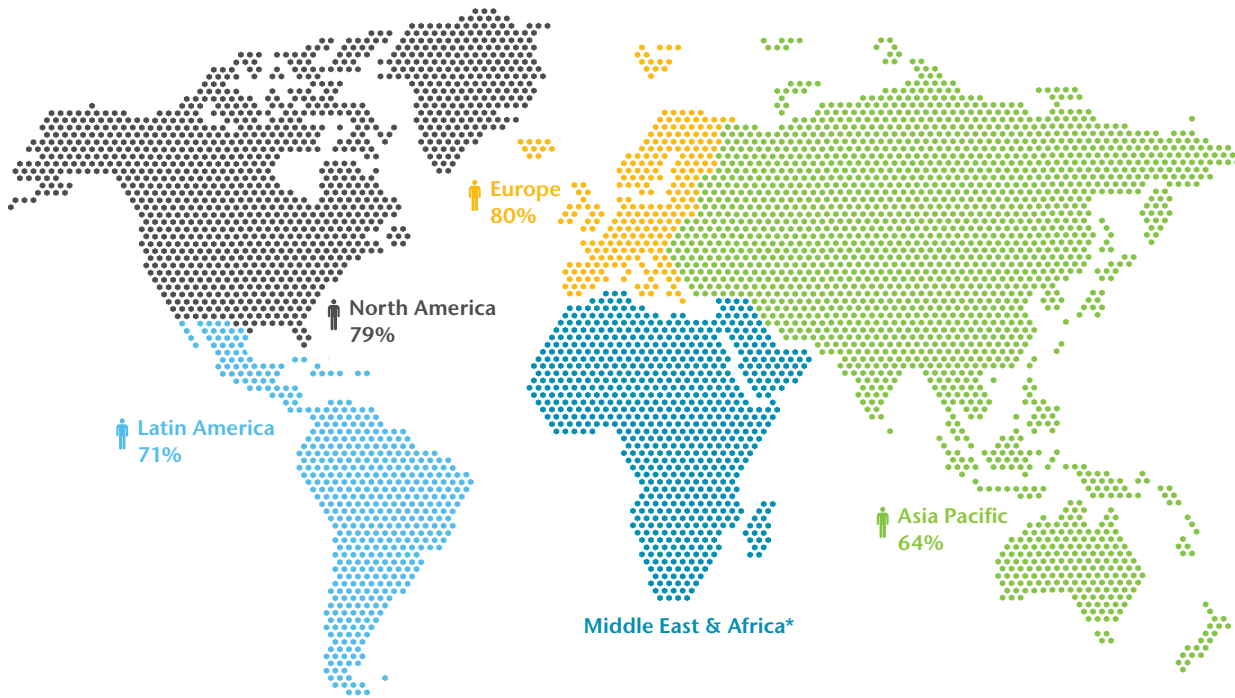 Europe
80%
North America
79%
Latin America
71%
Asia Pacific
64%
Middle East & Africa*